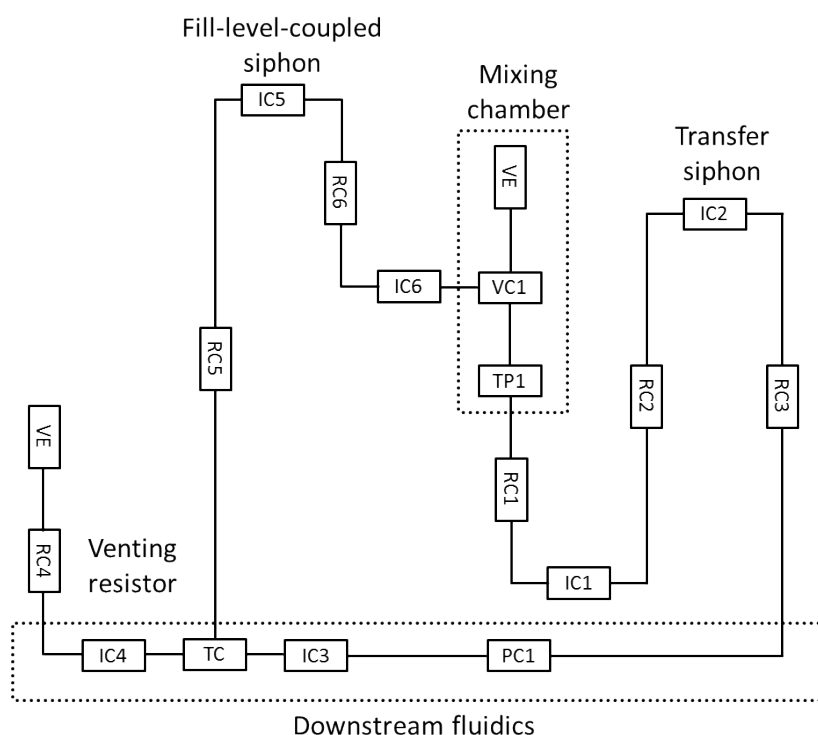 Fill-level-coupled
siphon
IC5
Mixing
chamber
Transfer
siphon
VE
RC6
IC2
IC6
VC1
RC5
TP1
RC2
RC3
VE
RC1
RC4
Venting
resistor
IC1
IC4
TC
IC3
PC1
Downstream fluidics